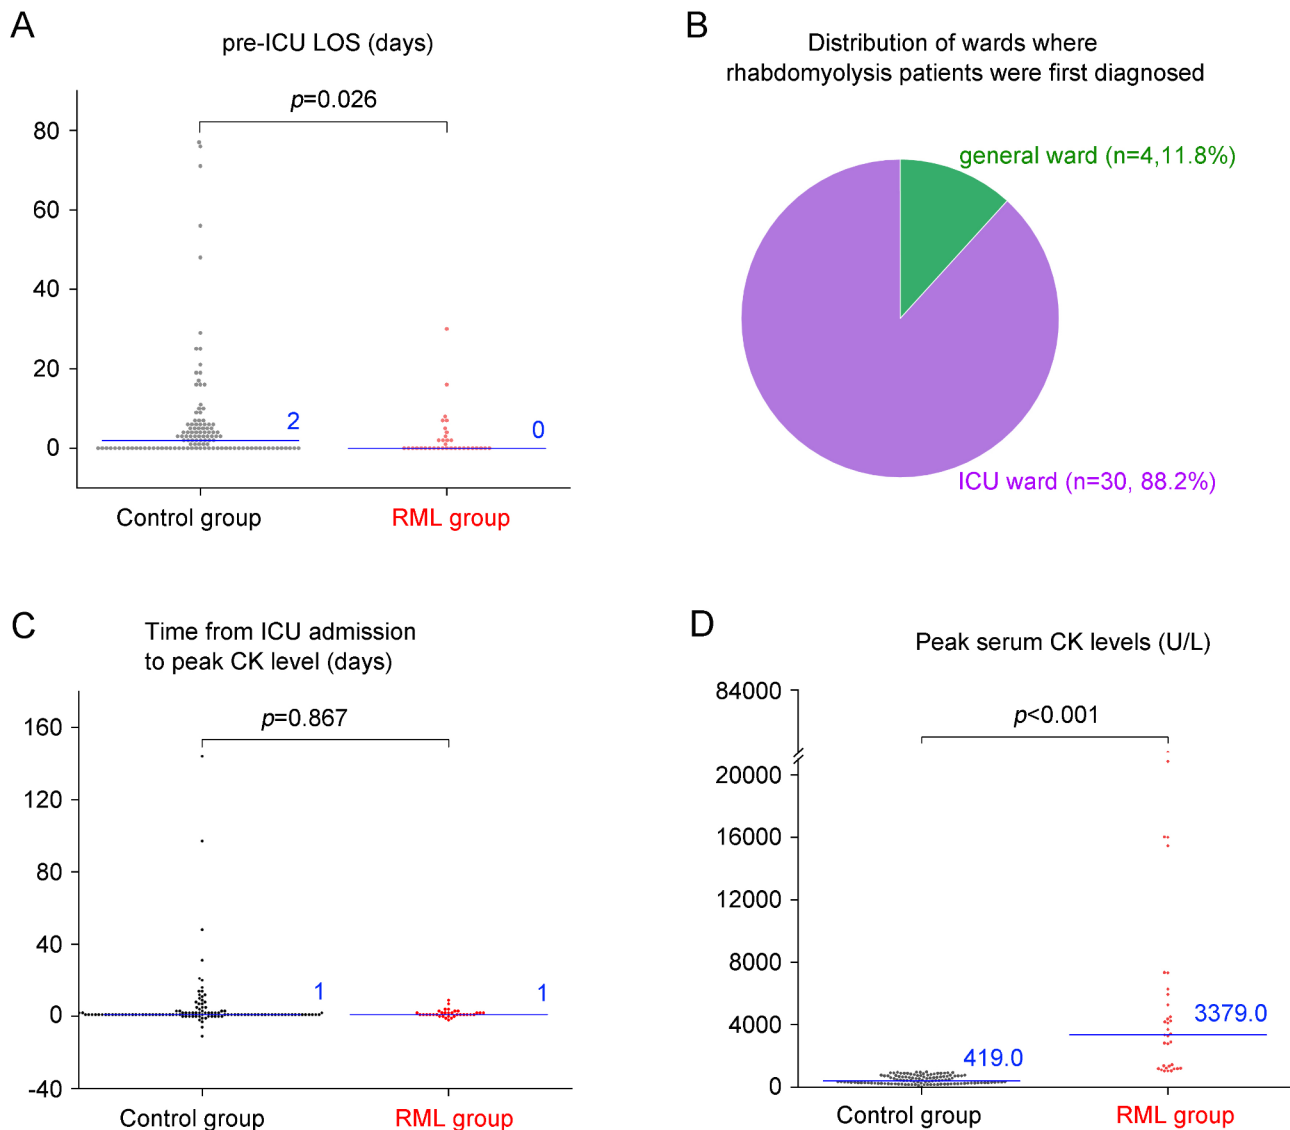 A
pre-ICU LOS (days)
p=0.026
80
60
40
20
0
2
0
Control group
RML group
B
Distribution of wards where
rhabdomyolysis patients were first diagnosed
general ward (n=4,11.8%)
ICU ward (n=30, 88.2%)
C
Time from ICU admission
to peak CK level (days)
p=0.867
160
120
80
40
0
-40
1
1
Control group
RML group
D
Peak serum CK levels (U/L)
84000
p<0.001
20000
16000
12000
8000
4000
0
3379.0
419.0
Control group
RML group